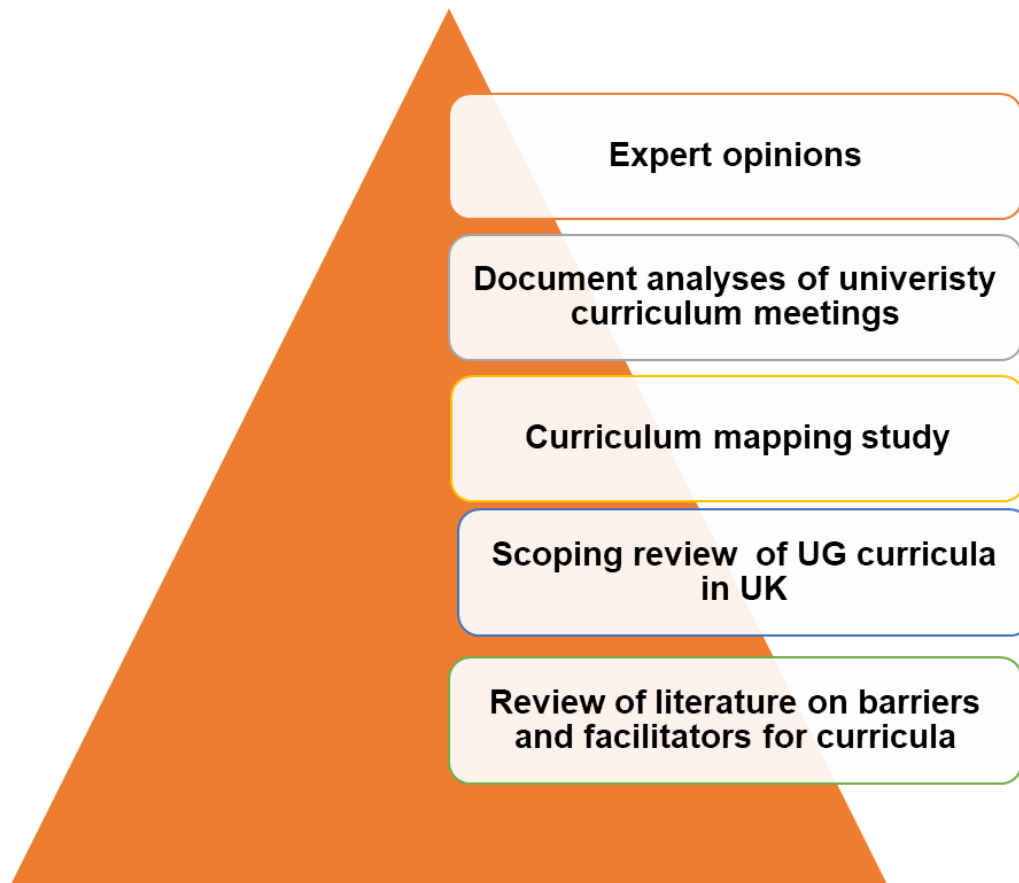 Expert opinions
Document analyses of univeristy
curriculum meetings
Curriculum mapping study
Scoping review  of UG curricula
in UK
Review of literature on barriers
and facilitators for curricula